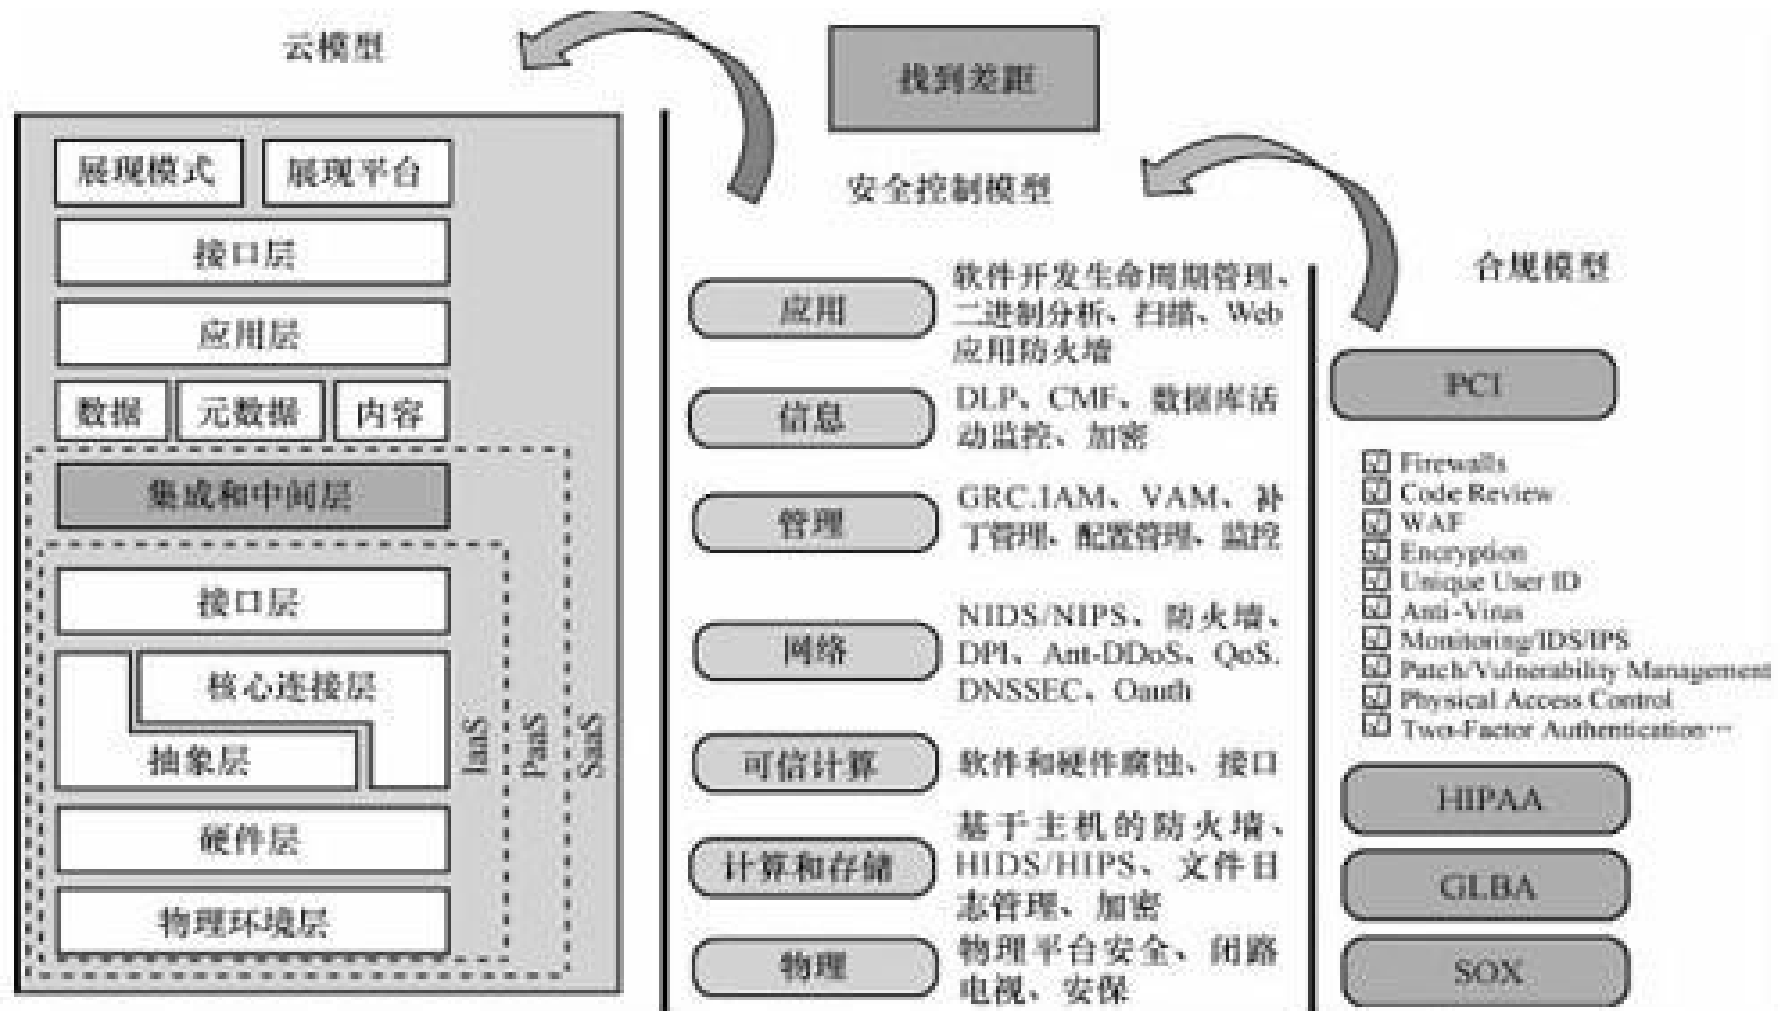 云模型
找到差距
展现模式
展现平台
接口层
应用层
数据
元数据
内容
集成和中间层
接口层
核心连接层
抽象层
硬件层
物理环境层
IaaS
PaaS
SaaS
安全控制模型
应用
软件开发生命周期管理、
二进制分析、扫描、Web
应用防火墙
信息
DLP、CMF、数据库活
动监控、加密
管理
GRC.IAM、VAM、补
丁管理、配置管理、监控
网络
NIDS/NIPS、防火墙、
DPI、Ant-DDoS、QoS.
DNSSEC、Oauth
可信计算
软件和硬件腐蚀、接口
计算和存储
基于主机的防火墙、
HIDS/HIPS、文件日
志管理、加密
物理
物理平台安全、闭路
电视、安保
合规模型
PCI
Firewalls
Code Review
WAF
Encryption
Unique User ID
Anti-Virus
Monitoring/IDS/IPS
Patch/Vulnerability Management
Physical Access Control
Two-Factor Authentication…
HIPAA
GLBA
SOX